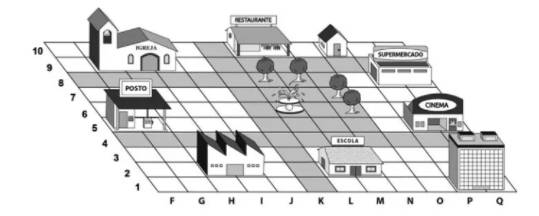 RESTAURANTE
IGREJA
SUPERMERCADO
POSTO
CINEMA
ESCOLA
10
9
8
7
6
5
4
3
2
1
F G H I J K L M N O P Q